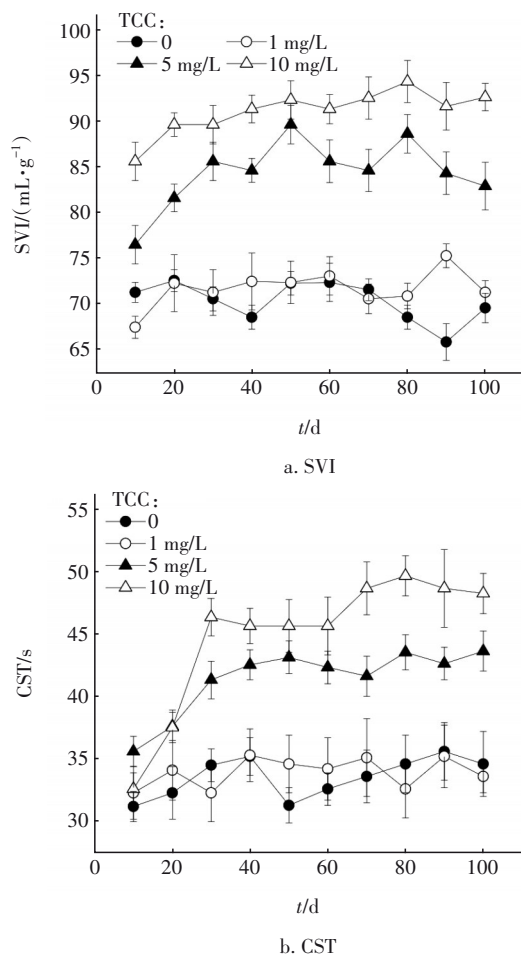 TCC：
0
1 mg/L
5 mg/L
10 mg/L
100
95
90
85
80
75
70
65
SVI/(mL·g⁻¹)
0 20 40 60 80 100
t/d
a. SVI
TCC：
0
1 mg/L
5 mg/L
10 mg/L
55
50
45
40
35
30
CST/s
0 20 40 60 80 100
t/d
b. CST